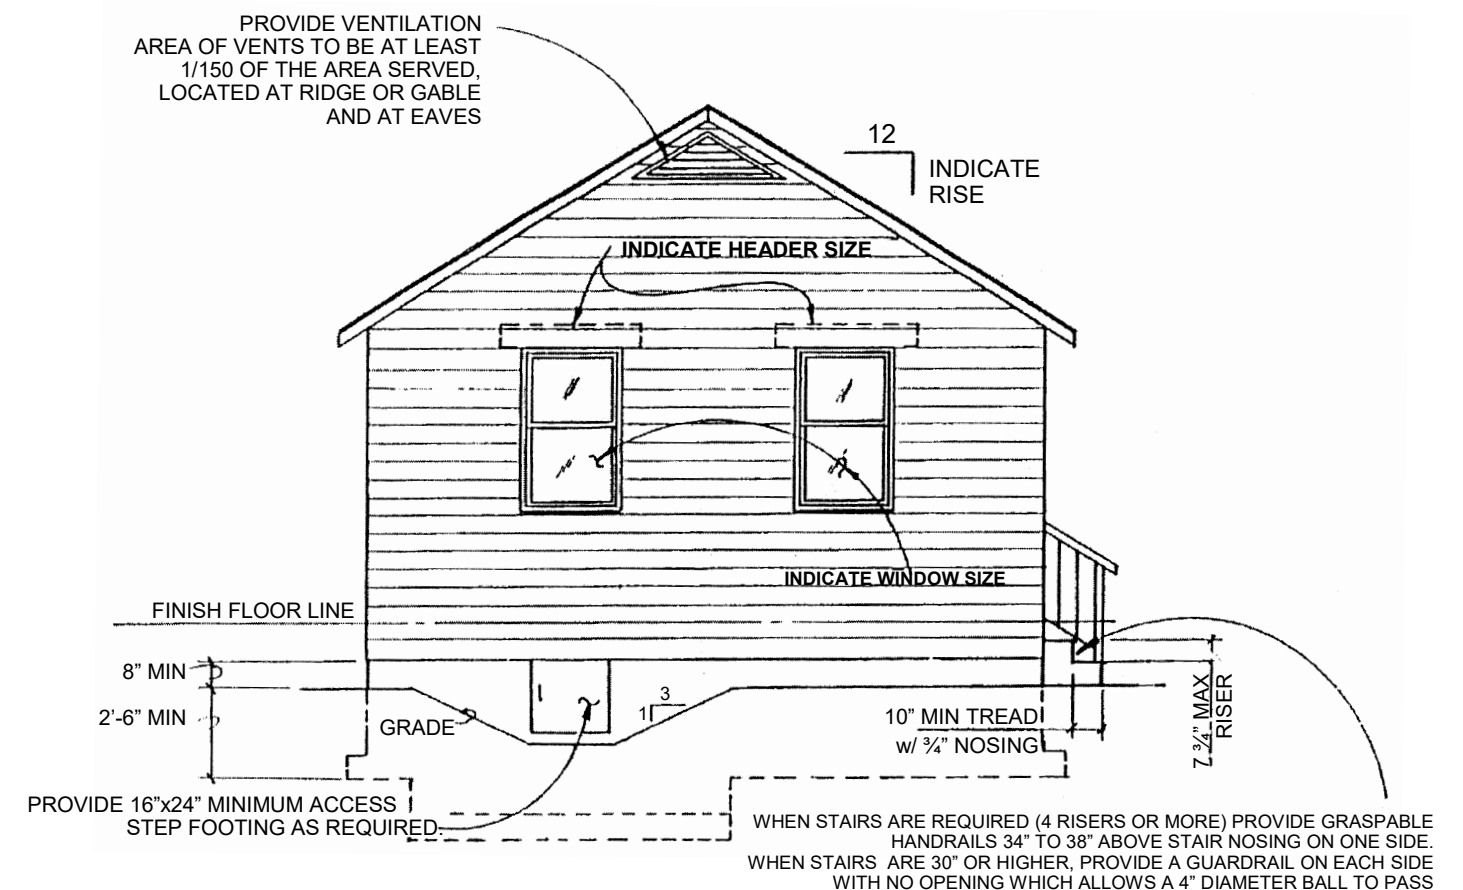 PROVIDE VENTILATION
AREA OF VENTS TO BE AT LEAST
1/150 OF THE AREA SERVED,
LOCATED AT RIDGE OR GABLE
AND AT EAVES
12
INDICATE
RISE
INDICATE HEADER SIZE
INDICATE WINDOW SIZE
FINISH FLOOR LINE
8” MIN
2’-6” MIN
GRADE
3
1
10” MIN TREAD
w/ ¾” NOSING
7 ¾” MAX
RISER
PROVIDE 16”x24” MINIMUM ACCESS
STEP FOOTING AS REQUIRED.
WHEN STAIRS ARE REQUIRED (4 RISERS OR MORE) PROVIDE GRASPABLE
HANDRAILS 34” TO 38” ABOVE STAIR NOSING ON ONE SIDE.
WHEN STAIRS ARE 30” OR HIGHER, PROVIDE A GUARDRAIL ON EACH SIDE
WITH NO OPENING WHICH ALLOWS A 4” DIAMETER BALL TO PASS